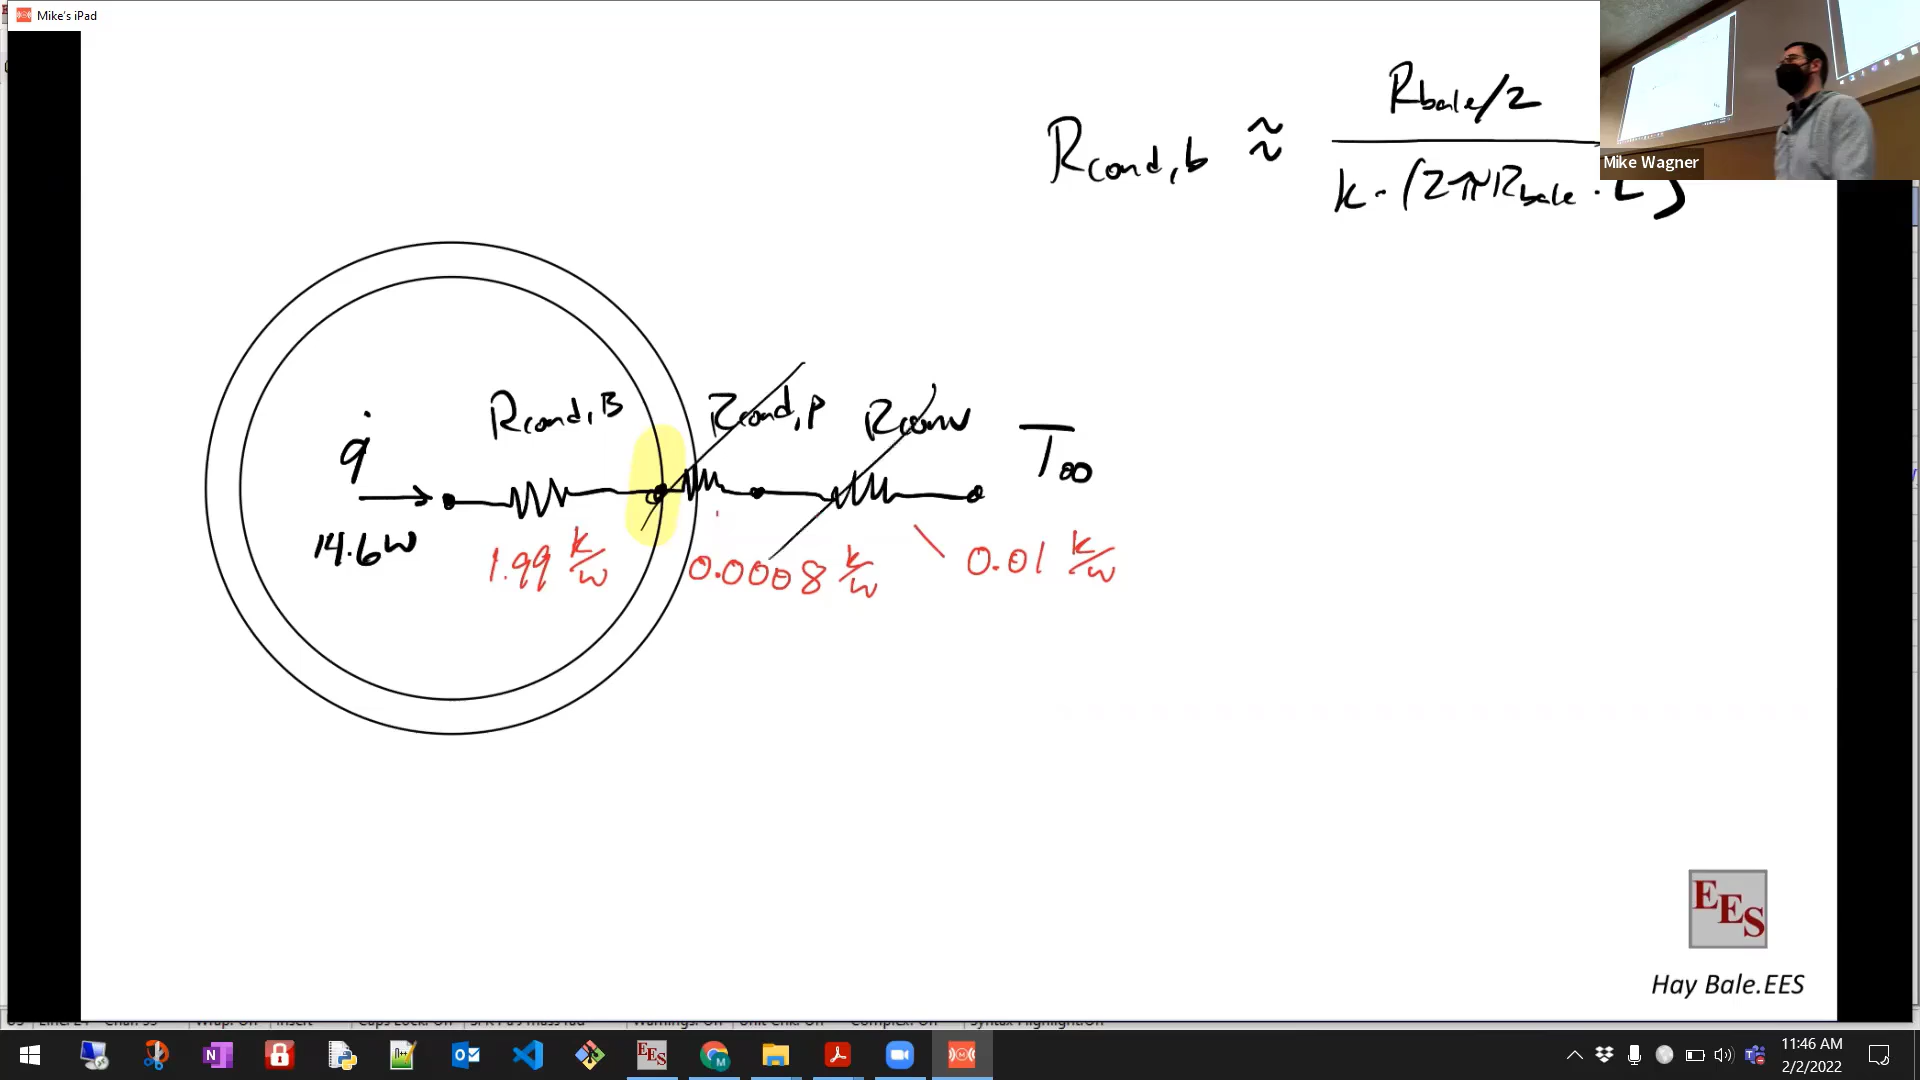 Mike's iPad
Rcond,b ≈ Rbale/2
k·(2πRbale·L)
Mike Wagner
Rcond,B
Rcond,P
Rconv
T∞
q̇
14.6W
1.99 K/W
0.0008 K/W
0.01 K/W
EES
Hay Bale.EES
11:46 AM
2/2/2022